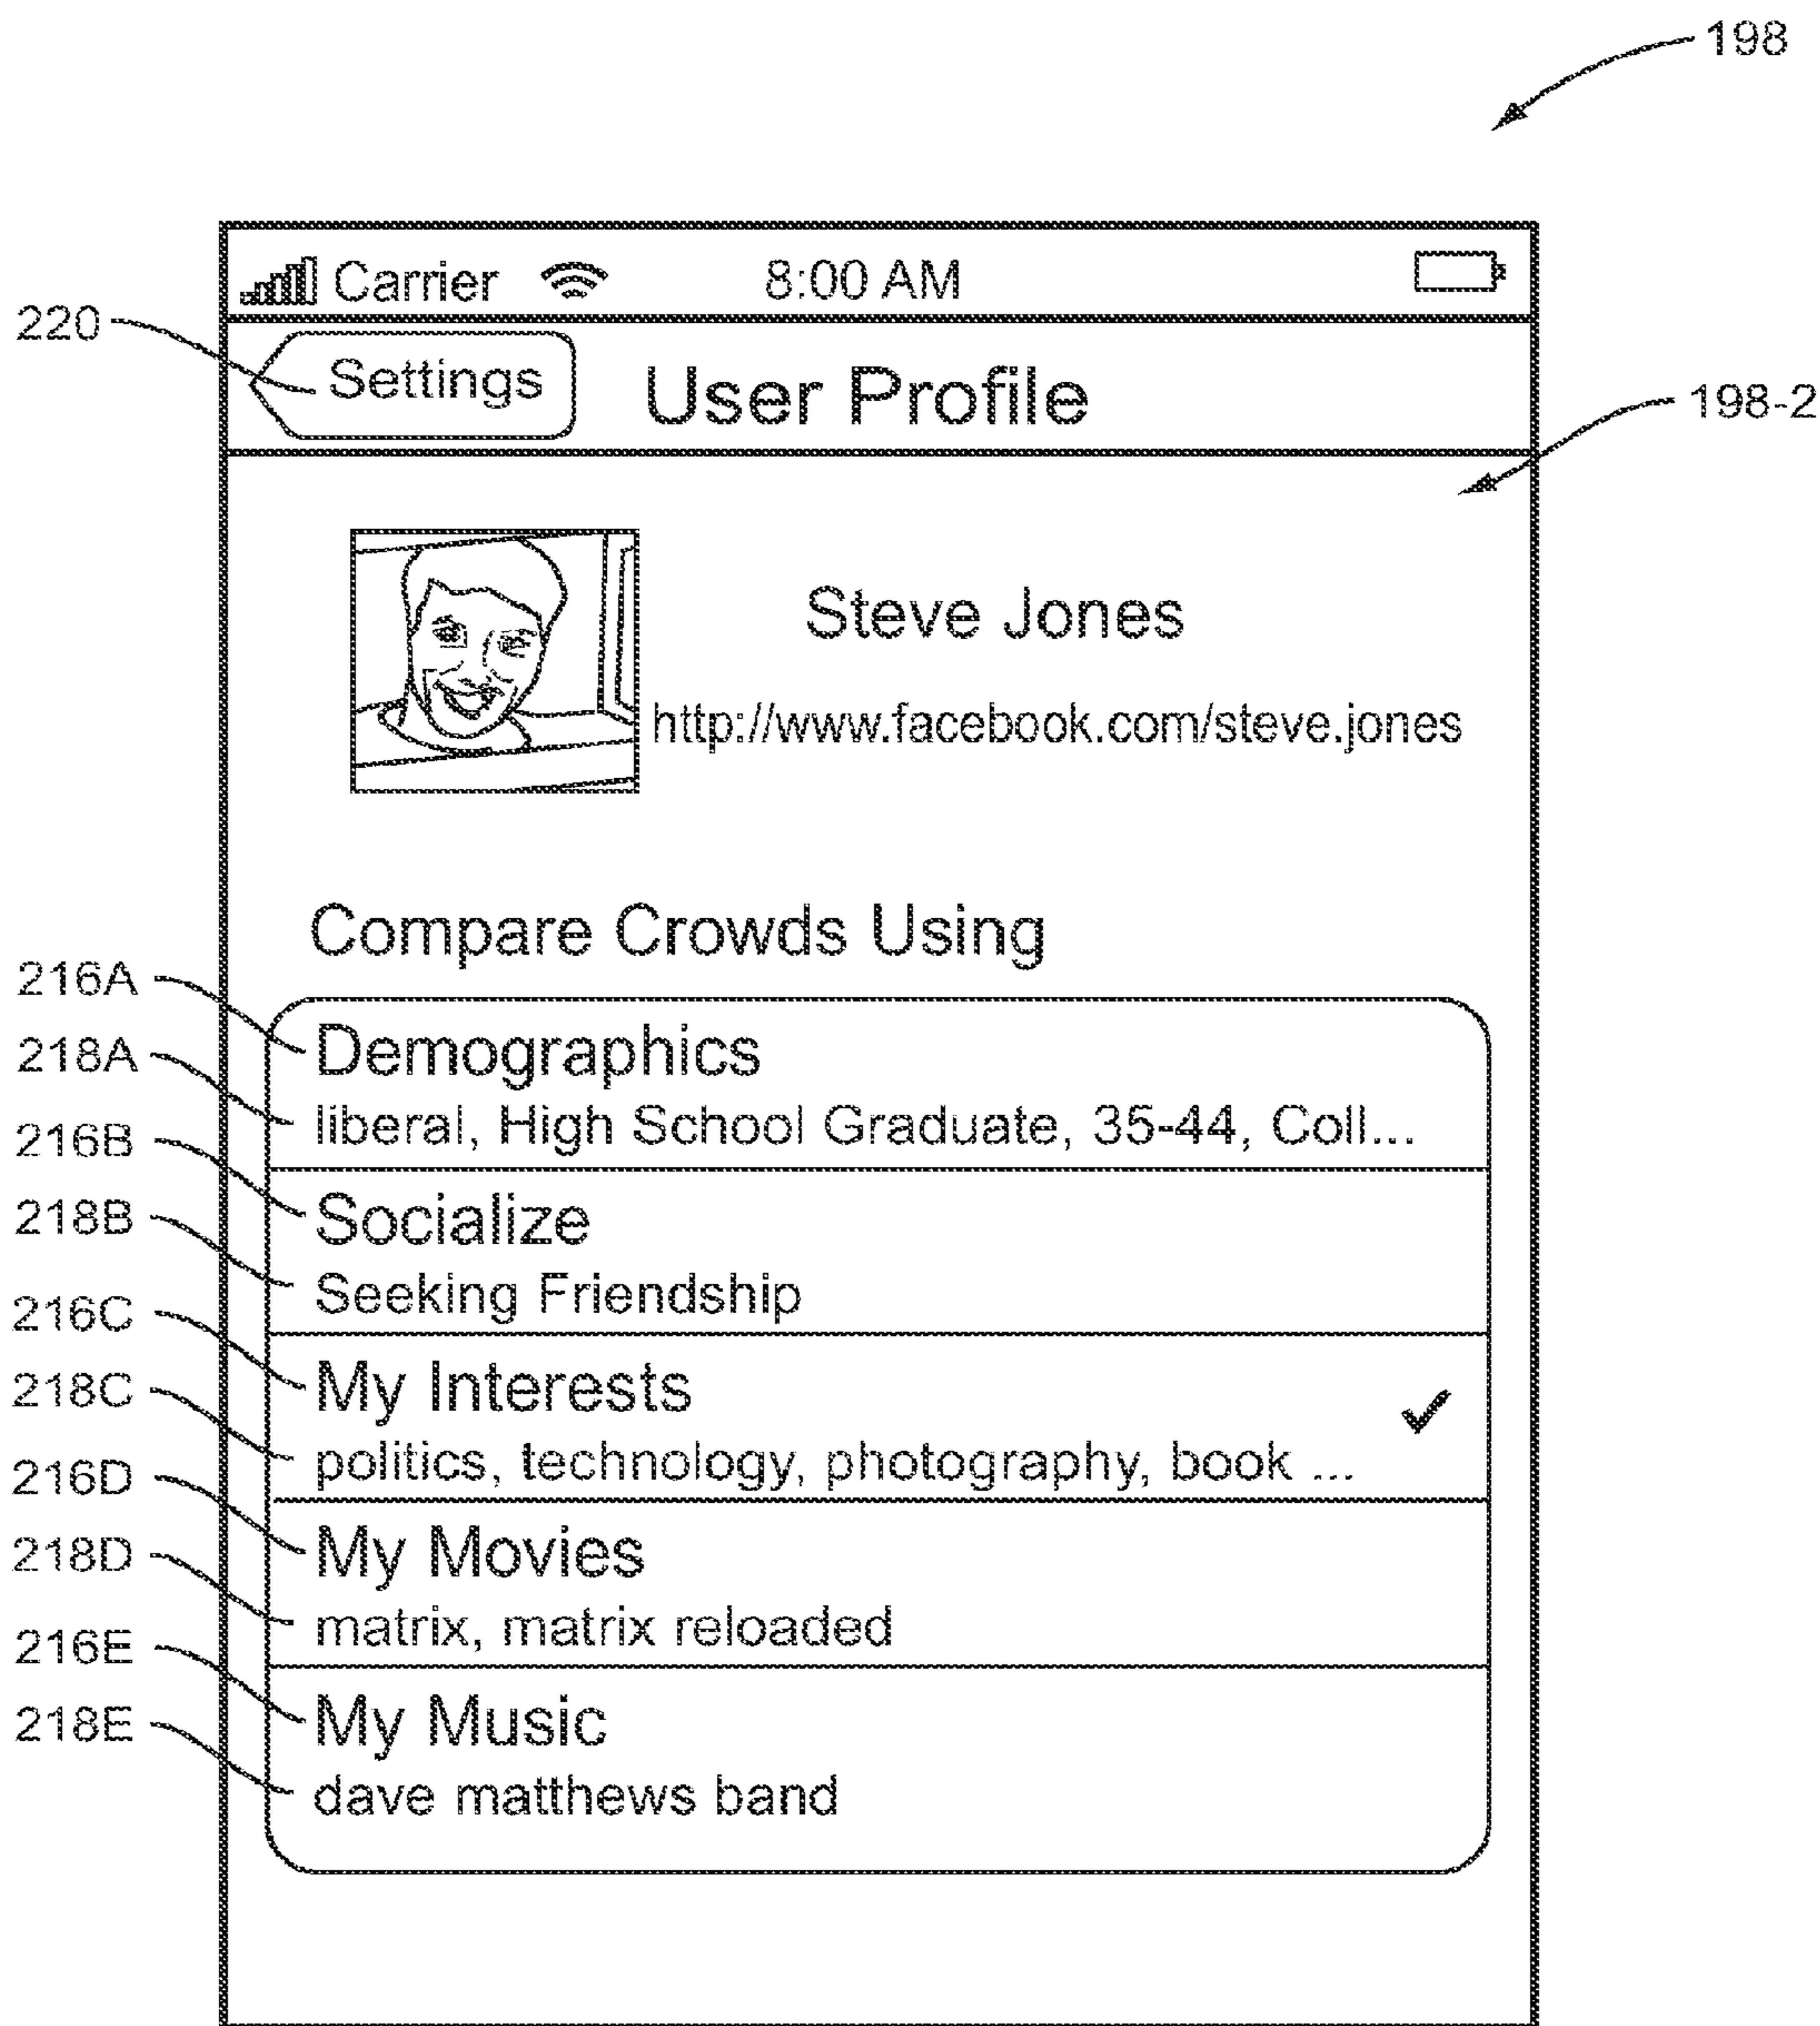 198
Carrier 8:00 AM
220
Settings
User Profile
198-2
Steve Jones
http://www.facebook.com/steve.jones
Compare Crowds Using
216A
Demographics
218A
liberal, High School Graduate, 35-44, Coll...
216B
Socialize
218B
Seeking Friendship
216C
My Interests
218C
politics, technology, photography, book ...
216D
My Movies
218D
matrix, matrix reloaded
216E
My Music
218E
dave matthews band